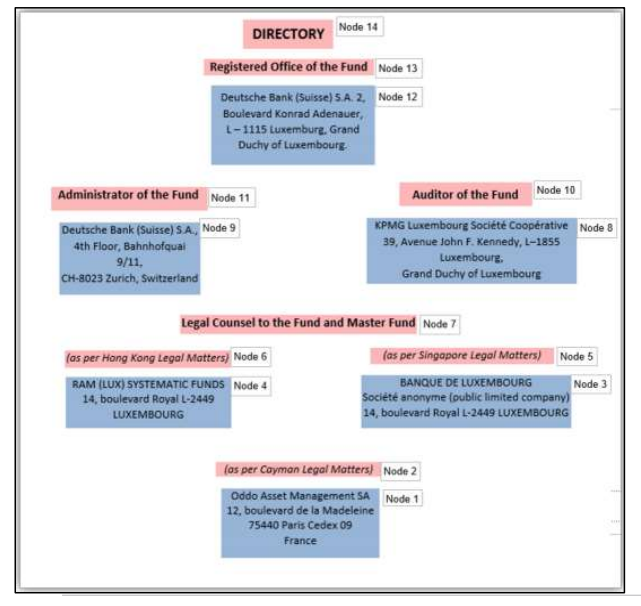 DIRECTORY
Node 14
Registered Office of the Fund
Node 13
Deutsche Bank (Suisse) S.A. 2,
Node 12
Boulevard Konrad Adenauer,
L – 1115 Luxemburg, Grand
Duchy of Luxembourg.
Administrator of the Fund
Node 11
Auditor of the Fund
Node 10
Deutsche Bank (Suisse) S.A.,
Node 9
4th Floor, Bahnhofquai
9/11,
CH-8023 Zurich, Switzerland
KPMG Luxembourg Société Coopérative
Node 8
39, Avenue John F. Kennedy, L–1855
Luxembourg,
Grand Duchy of Luxembourg
Legal Counsel to the Fund and Master Fund
Node 7
(as per Hong Kong Legal Matters)
Node 6
(as per Singapore Legal Matters)
Node 5
RAM (LUX) SYSTEMATIC FUNDS
Node 4
14, boulevard Royal L-2449
LUXEMBOURG
BANQUE DE LUXEMBOURG
Node 3
Société anonyme (public limited company)
14, boulevard Royal L-2449 LUXEMBOURG
(as per Cayman Legal Matters)
Node 2
Oddo Asset Management SA
Node 1
12, boulevard de la Madeleine
75440 Paris Cedex 09
France